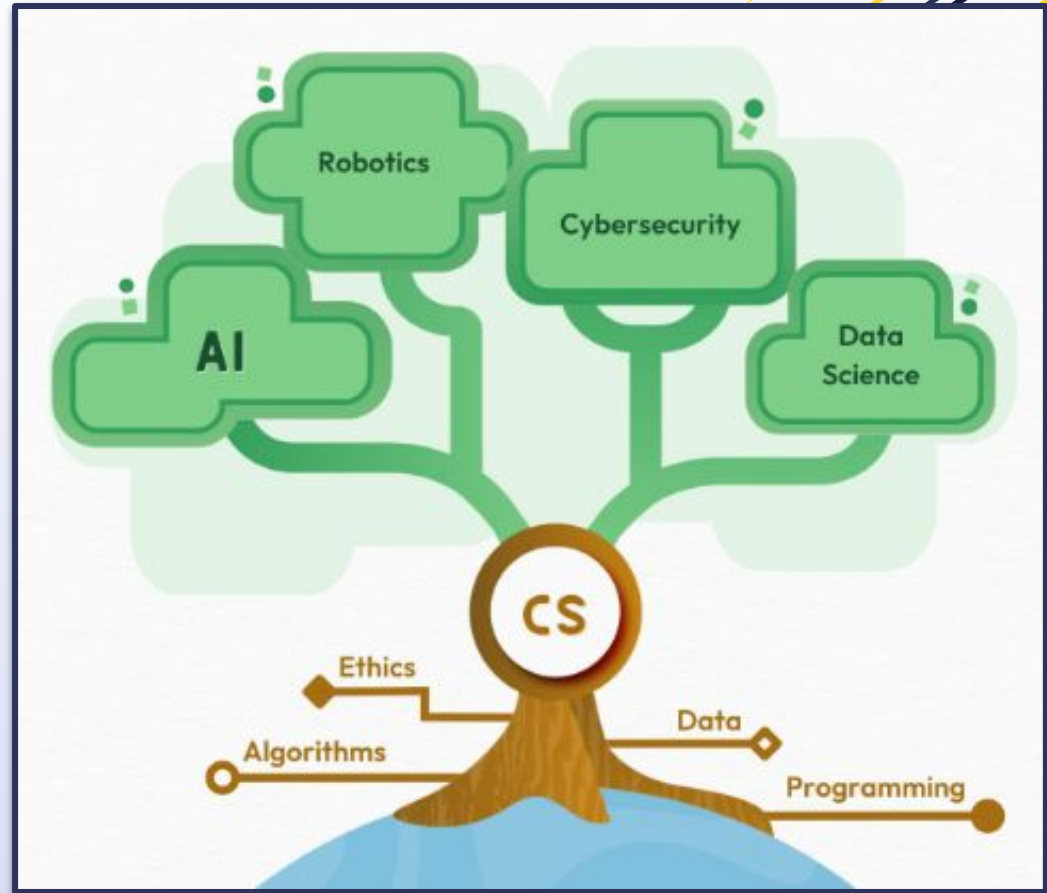 Robotics
Cybersecurity
AI
Data
Science
CS
Ethics
Data
Algorithms
Programming